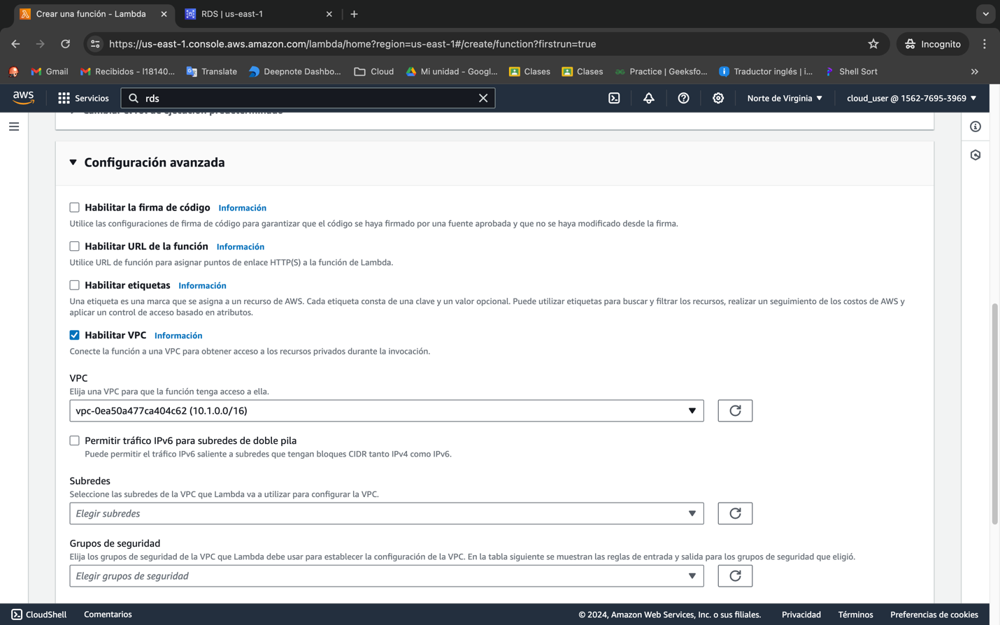 Crear una función - Lambda
RDS | us-east-1
https://us-east-1.console.aws.amazon.com/lambda/home?region=us-east-1#/create/function?firstrun=true
Incognito
Gmail
Recibidos - l18140...
Translate
Deepnote Dashbo...
Cloud
Mi unidad - Googl...
Clases
Clases
Practice | Geeksfo...
Traductor inglés | i...
Shell Sort
aws
Servicios
rds
Norte de Virginia
cloud_user @ 1562-7695-3969
Cambiar el rol de ejecución predeterminado
Configuración avanzada
Habilitar la firma de código Información
Utilice las configuraciones de firma de código para garantizar que el código se haya firmado por una fuente aprobada y que no se haya modificado desde la firma.
Habilitar URL de la función Información
Utilice URL de función para asignar puntos de enlace HTTP(S) a la función de Lambda.
Habilitar etiquetas Información
Una etiqueta es una marca que se asigna a un recurso de AWS. Cada etiqueta consta de una clave y un valor opcional. Puede utilizar etiquetas para buscar y filtrar los recursos, realizar un seguimiento de los costos de AWS y
aplicar un control de acceso basado en atributos.
Habilitar VPC Información
Conecte la función a una VPC para obtener acceso a los recursos privados durante la invocación.
VPC
Elija una VPC para que la función tenga acceso a ella.
vpc-0ea50a477ca404c62 (10.1.0.0/16)
Permitir tráfico IPv6 para subredes de doble pila
Puede permitir el tráfico IPv6 saliente a subredes que tengan bloques CIDR tanto IPv4 como IPv6.
Subredes
Seleccione las subredes de la VPC que Lambda va a utilizar para configurar la VPC.
Elegir subredes
Grupos de seguridad
Elija los grupos de seguridad de la VPC que Lambda debe usar para establecer la configuración de la VPC. En la tabla siguiente se muestran las reglas de entrada y salida para los grupos de seguridad que eligió.
Elegir grupos de seguridad
CloudShell
Comentarios
© 2024, Amazon Web Services, Inc. o sus filiales.
Privacidad
Términos
Preferencias de cookies